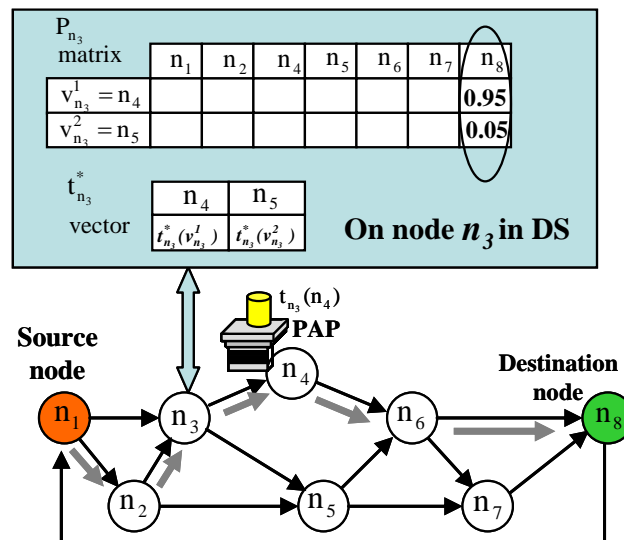 P_{n_3} matrix
n_1 n_2 n_4 n_5 n_6 n_7 n_8
v^1_{n_3} = n_4 0.95
v^2_{n_3} = n_5 0.05
t^*_{n_3} vector
n_4 n_5
t^*_{n_3}(v^1_{n_3}) t^*_{n_3}(v^2_{n_3})
On node n_3 in DS
t_{n_3}(n_4)
PAP
Source node
Destination node
n_1
n_3
n_4
n_6
n_8
n_2
n_5
n_7